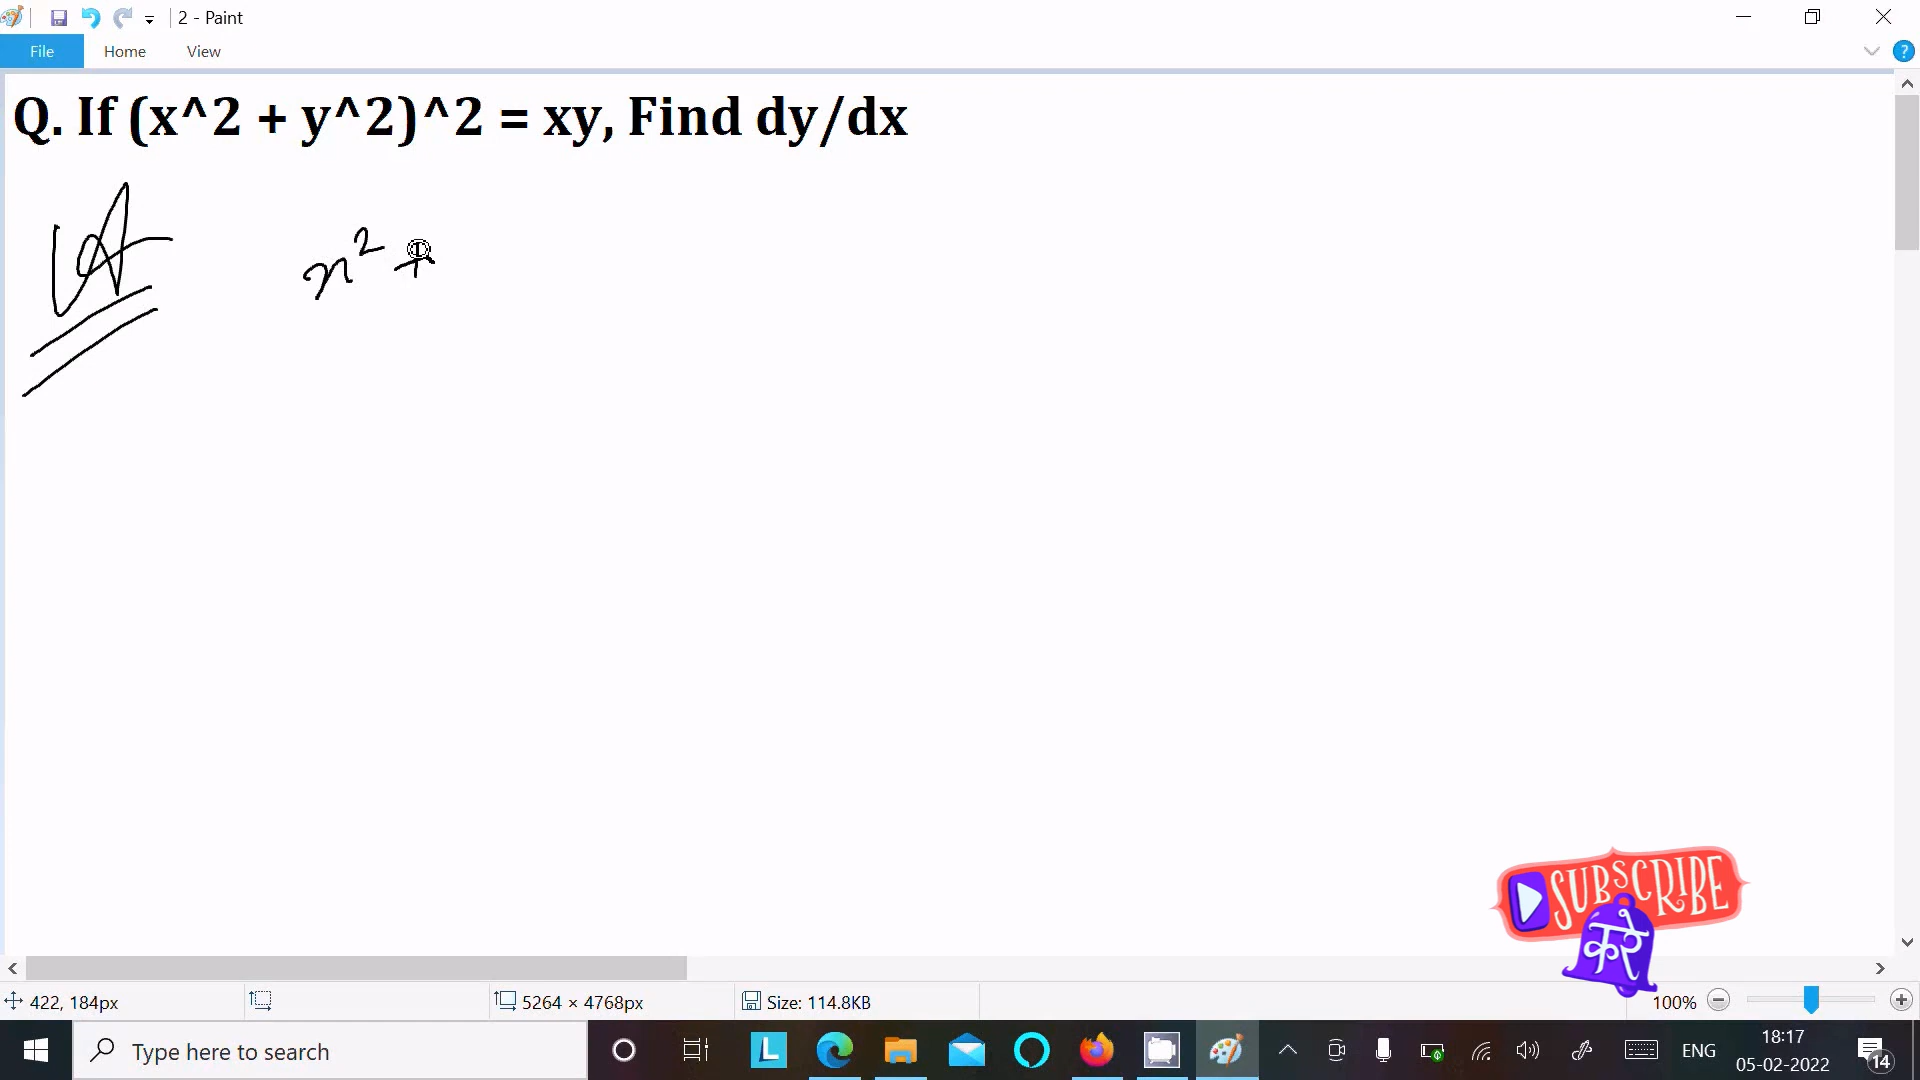 2 - Paint
File Home View
Q. If (x^2 + y^2)^2 = xy, Find dy/dx
x² +
SUBSCRIBE
करे
422, 184px 5264 × 4768px Size: 114.8KB 100%
Type here to search L ENG 18:17
05-02-2022 14